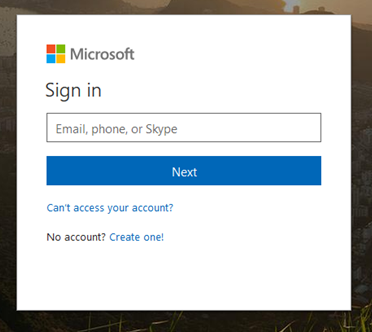 Microsoft
Sign in
Email, phone, or Skype
Next
Can't access your account?
No account? Create one!